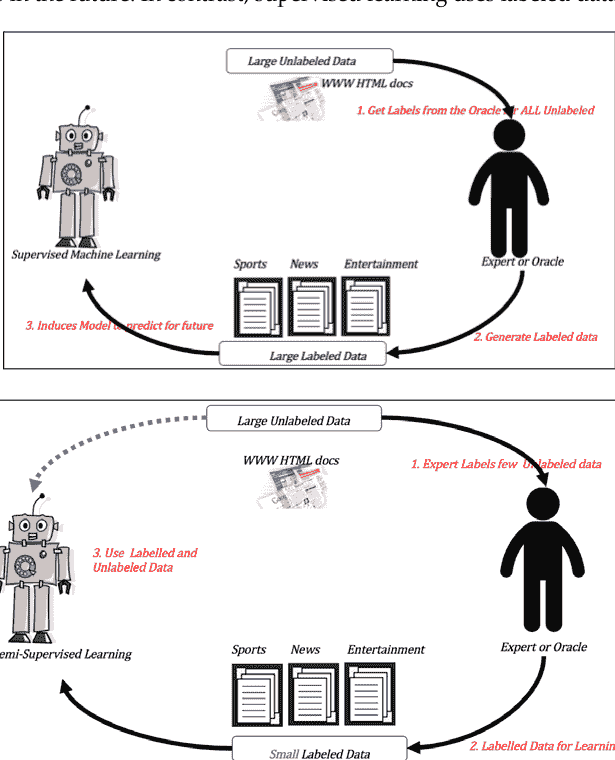 in the future. In contrast, supervised learning uses labeled data
Large Unlabeled Data
WWW HTML docs
1. Get Labels from the Oracle ALL Unlabeled
Supervised Machine Learning
Expert or Oracle
Sports News Entertainment
3. Induces Model to predict for future
2. Generate Labeled data
Large Labeled Data
Large Unlabeled Data
WWW HTML docs
1. Expert Labels few Unlabeled data
3. Use Labelled and
Unlabeled Data
emi-Supervised Learning
Expert or Oracle
Sports News Entertainment
2. Labelled Data for Learnin
Small Labeled Data